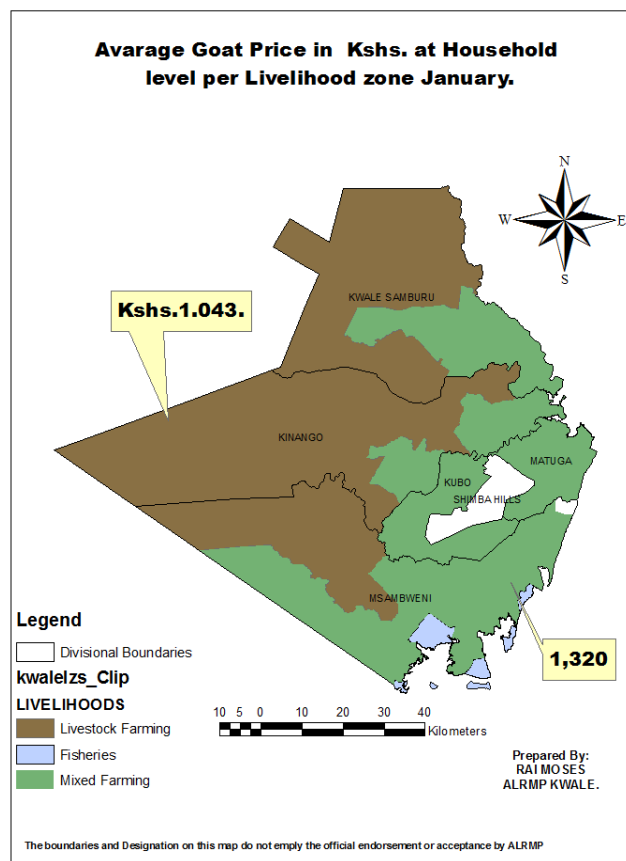 Avarage Goat Price in Kshs. at Household
level per Livelihood zone January.
N
W
E
S
Kshs.1.043.
KWALE SAMBURU
KINANGO
MATUGA
KUBO
SHIMBA HILLS
MSAMBWENI
1,320
Legend
Divisional Boundaries
kwalelzs_Clip
LIVELIHOODS
Livestock Farming
Fisheries
Mixed Farming
10 5 0 10 20 30 40
Kilometers
Prepared By:
RAI MOSES
ALRMP KWALE.
The boundaries and Designation on this map do not emply the official endorsement or acceptance by ALRMP